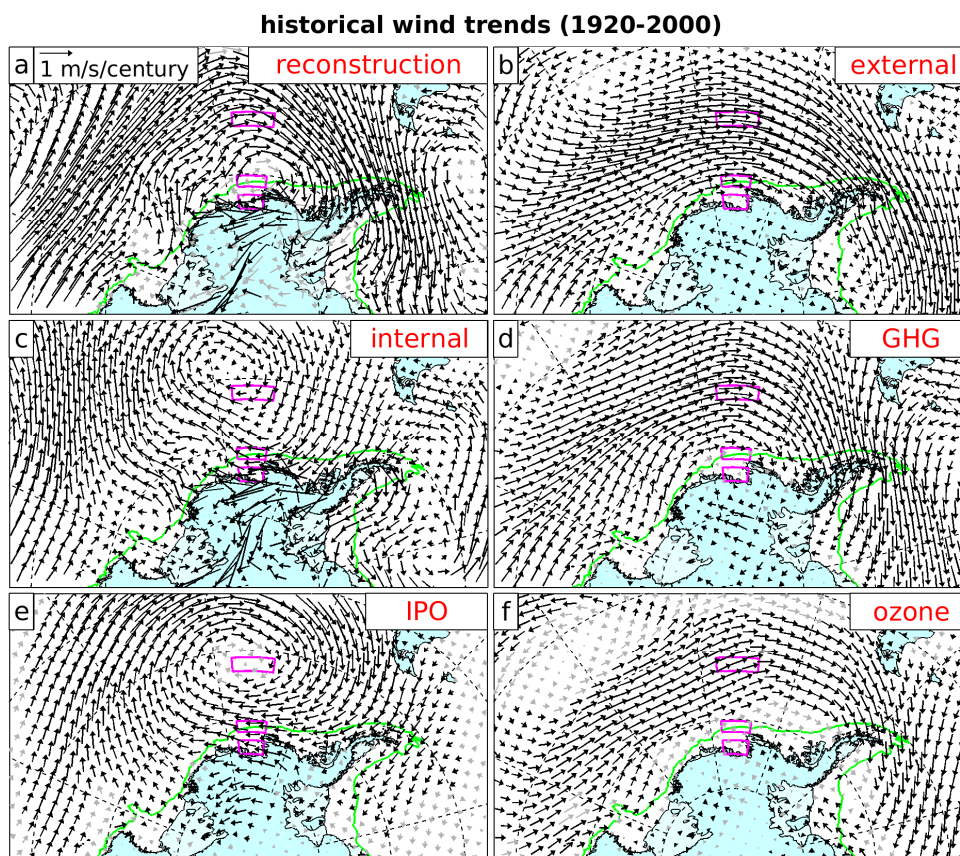 historical wind trends (1920-2000)
a 1 m/s/century reconstruction
b external
c internal
d GHG
e IPO
f ozone